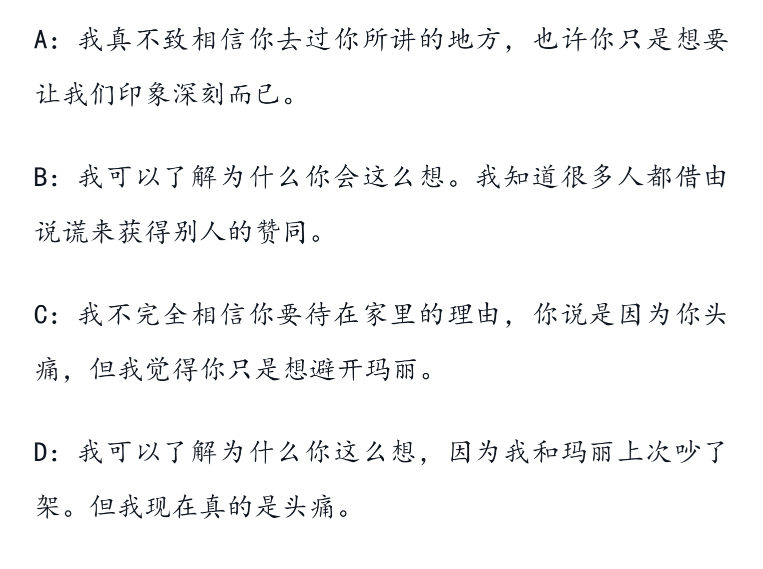 A：我真不致相信你去过你所讲的地方，也许你只是想要
让我们印象深刻而已。
B：我可以了解为什么你会这么想。我知道很多人都借由
说谎来获得别人的赞同。
C：我不完全相信你要待在家里的理由，你说是因为你头
痛，但我觉得你只是想避开玛丽。
D：我可以了解为什么你这么想，因为我和玛丽上次吵了
架。但我现在真的是头痛。